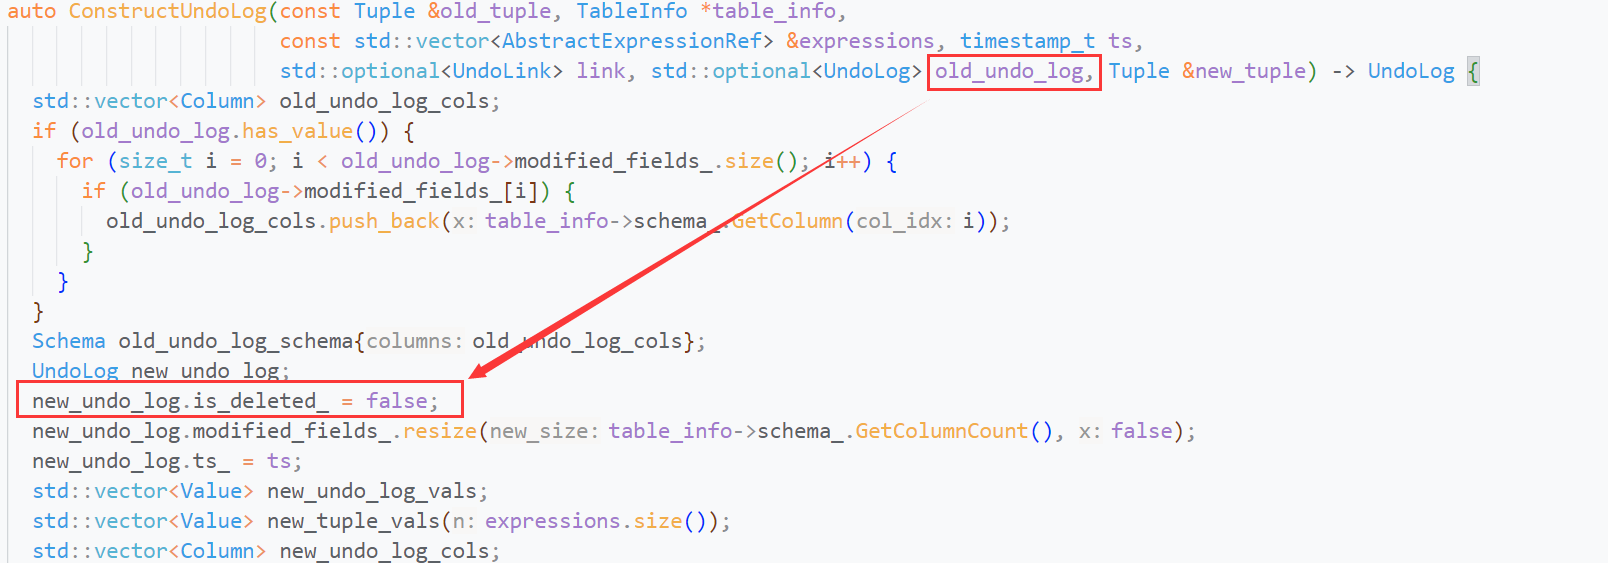 auto ConstructUndoLog(const Tuple &old_tuple, TableInfo *table_info,
const std::vector<AbstractExpressionRef> &expressions, timestamp_t ts,
std::optional<UndoLink> link, std::optional<UndoLog> old_undo_log, Tuple &new_tuple) -> UndoLog {
std::vector<Column> old_undo_log_cols;
if (old_undo_log.has_value()) {
for (size_t i = 0; i < old_undo_log->modified_fields_.size(); i++) {
if (old_undo_log->modified_fields_[i]) {
old_undo_log_cols.push_back(x: table_info->schema_.GetColumn(col_idx: i));
}
}
}
Schema old_undo_log_schema{columns: old_undo_log_cols};
UndoLog new_undo_log;
new_undo_log.is_deleted_ = false;
new_undo_log.modified_fields_.resize(new_size: table_info->schema_.GetColumnCount(), x: false);
new_undo_log.ts_ = ts;
std::vector<Value> new_undo_log_vals;
std::vector<Value> new_tuple_vals(n: expressions.size());
std::vector<Column> new_undo_log_cols;